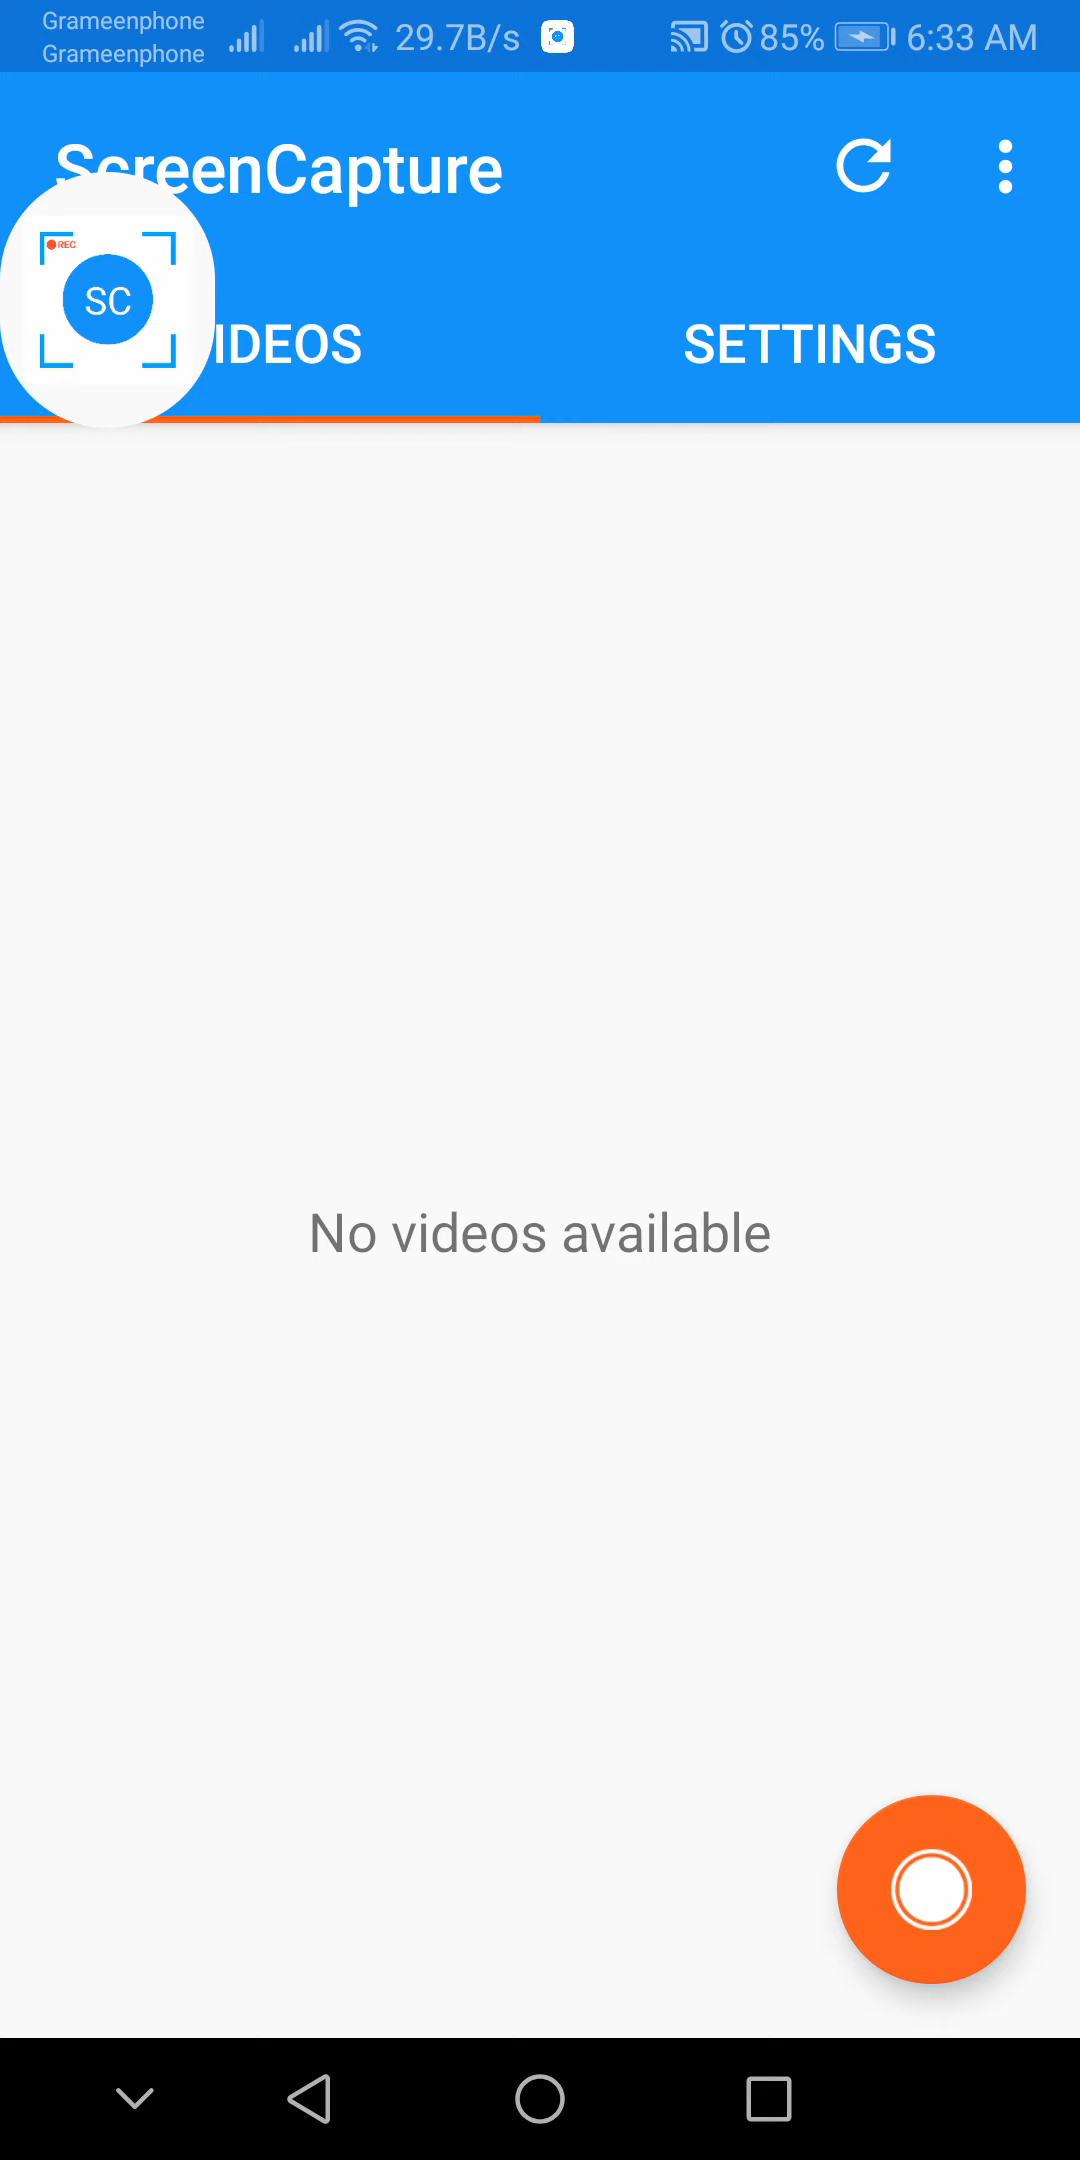 Grameenphone
Grameenphone
29.7B/s
85%
6:33 AM
ScreenCapture
REC
SC
IDEOS
SETTINGS
No videos available